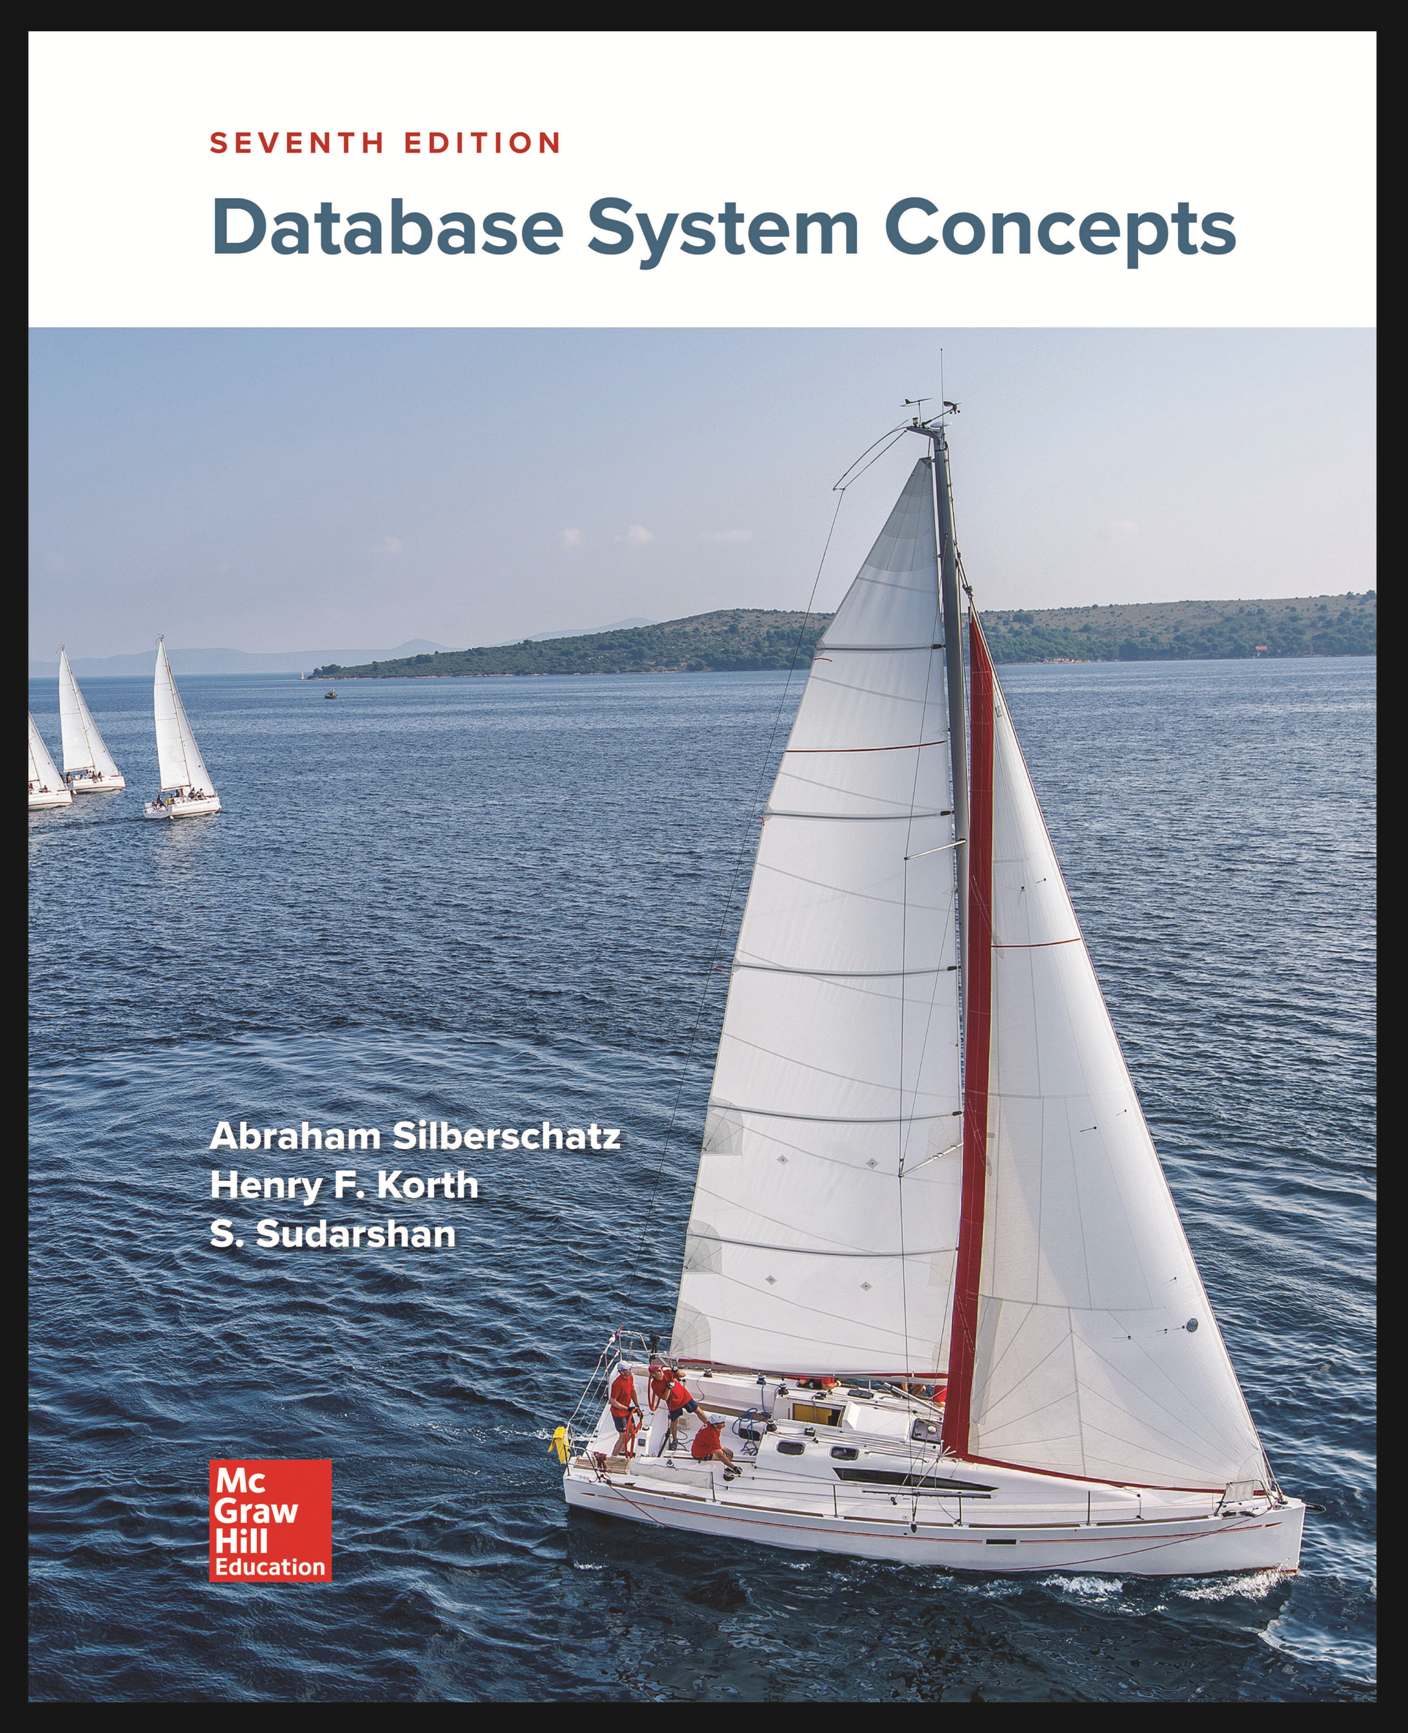 SEVENTH EDITION
Database System Concepts
Abraham Silberschatz
Henry F. Korth
S. Sudarshan
Mc
Graw
Hill
Education